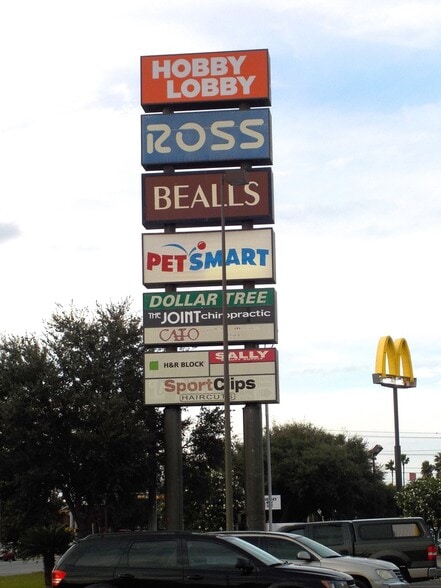 HOBBY
LOBBY
ROSS
BEALLS
PETSMART
DOLLAR TREE
THE JOINT chiropractic
CATO
H&R BLOCK
SALLY
SportClips
HAIRCUTS